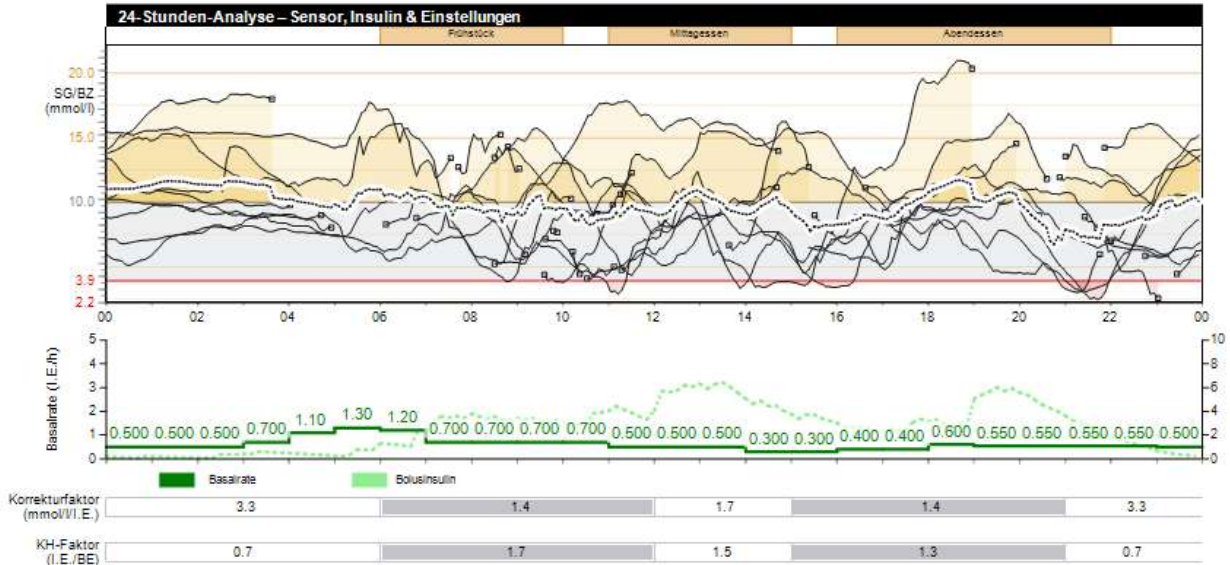 24-Stunden-Analyse – Sensor, Insulin & Einstellungen
Frühstück Mittagessen Abendessen
20.0
SG/BZ
(mmol/l)
15.0
10.0
3.9
2.2
00 02 04 06 08 10 12 14 16 18 20 22 00
Basalrate (I.E./h)
5 10
4 8
3 6
2 4
1 2
0 0
0.500 0.500 0.500 0.700 1.10 1.30 1.20 0.700 0.700 0.700 0.700 0.500 0.500 0.500 0.300 0.300 0.400 0.400 0.600 0.550 0.550 0.550 0.550 0.500
Basalrate Bolusinsulin
Korrekturfaktor
(mmol/l/I.E.)
3.3 1.4 1.7 1.4 3.3
KH-Faktor
(I.E./BE)
0.7 1.7 1.5 1.3 0.7